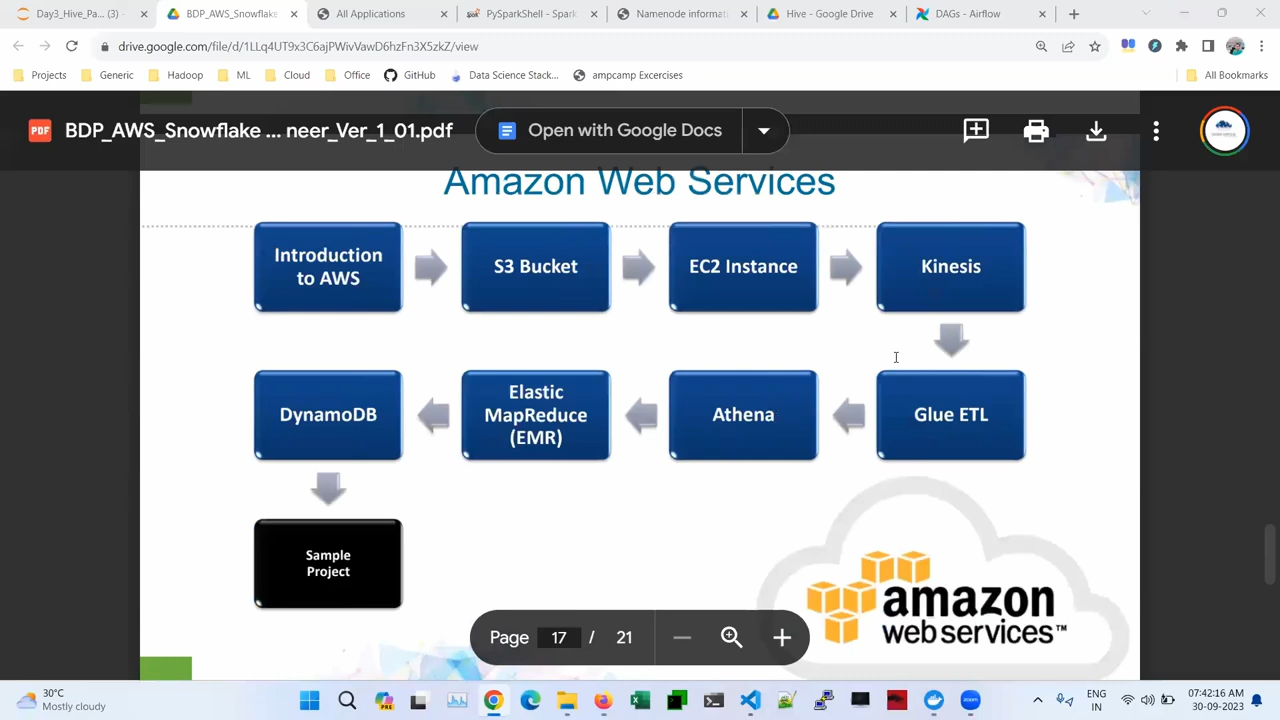 Day3_Hive_Pa... (3)
BDP_AWS_Snowflake
All Applications
PySparkShell - Spark
Namenode informati
Hive - Google Drive
DAGs - Airflow
drive.google.com/file/d/1LLq4UT9x3C6ajPWivVawD6hzFn3X5zkZ/view
Projects
Generic
Hadoop
ML
Cloud
Office
GitHub
Data Science Stack...
ampcamp Excercises
All Bookmarks
PDF
BDP_AWS_Snowflake ... neer_Ver_1_01.pdf
Open with Google Docs
Amazon Web Services
Introduction
to AWS
S3 Bucket
EC2 Instance
Kinesis
DynamoDB
Elastic
MapReduce
(EMR)
Athena
Glue ETL
Sample
Project
amazon
web services™
Page 17 / 21
30°C
Mostly cloudy
ENG
IN
07:42:16 AM
30-09-2023